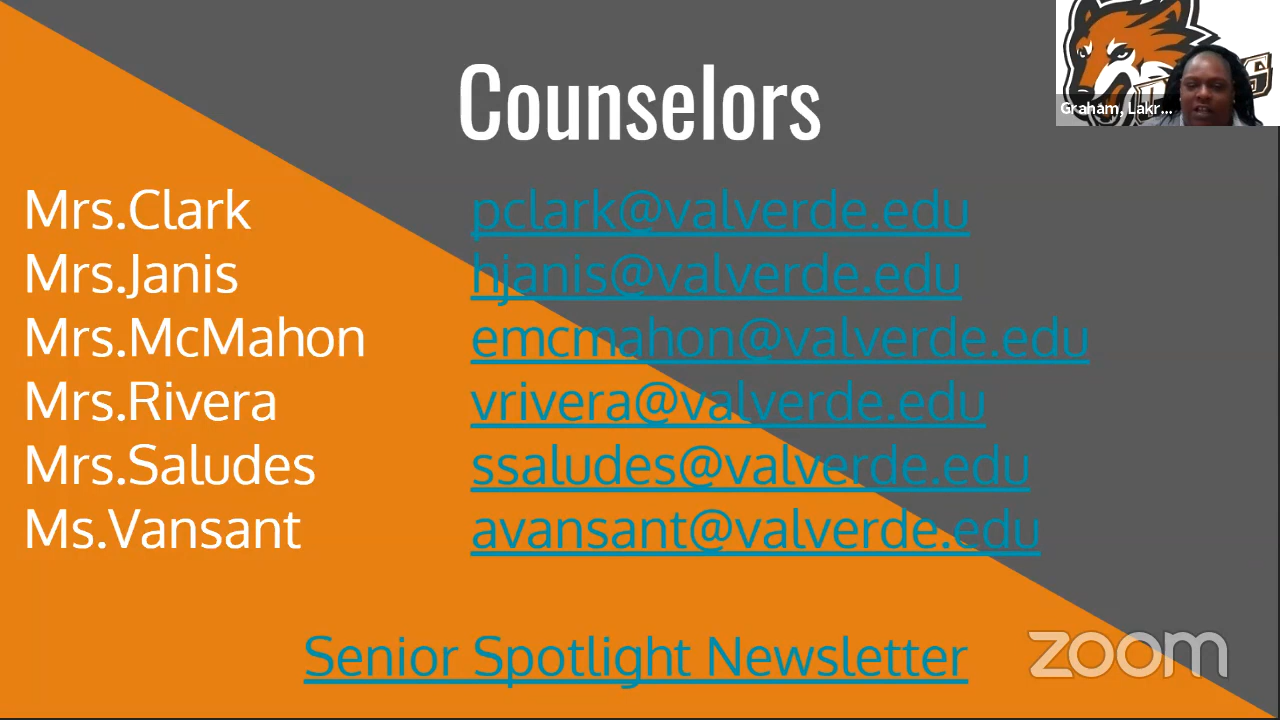 Counselors
Graham, Lakr...
Mrs.Clark pclark@valverde.edu
Mrs.Janis hjanis@valverde.edu
Mrs.McMahon emcmahon@valverde.edu
Mrs.Rivera vrivera@valverde.edu
Mrs.Saludes ssaludes@valverde.edu
Ms.Vansant avansant@valverde.edu
Senior Spotlight Newsletter
zoom